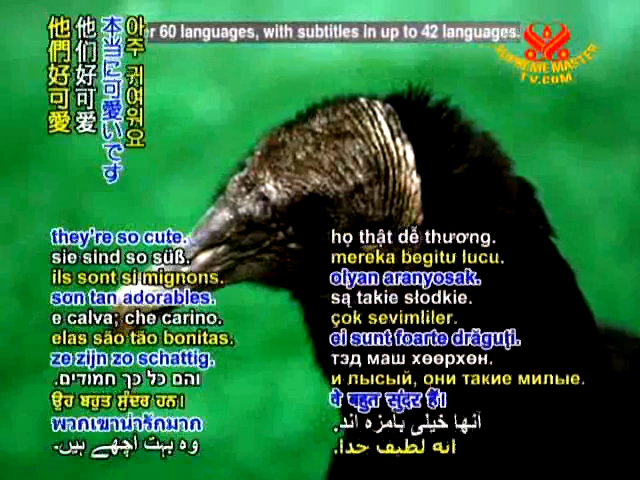 r 60 languages, with subtitles in up to 42 languages.
SUPREME MASTER
TV.COM
아주 귀여워요
本当に可愛いです
他们好可爱
他們好可愛
they're so cute.
sie sind so süß.
ils sont si mignons.
son tan adorables.
e calva; che carino.
elas são tão bonitas.
ze zijn zo schattig.
והם כל כך חמודים.
ਉਹ ਬਹੁਤ ਸੁੰਦਰ ਹਨ।
พวกเขาน่ารักมาก
وہ بہت اچھے ہیں۔
họ thật dễ thương.
mereka begitu lucu.
olyan aranyosak.
są takie słodkie.
çok sevimliler.
ei sunt foarte drăguţi.
тэд маш хөөрхөн.
и лысый, они такие милые.
वे बहुत सुंदर हैं।
آنها خیلی بامزه اند.
انه لطيف جدا.